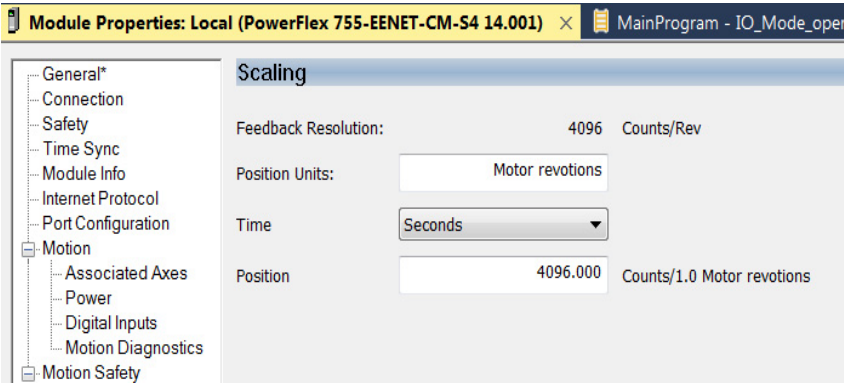 Module Properties: Local (PowerFlex 755-EENET-CM-S4 14.001) × MainProgram - IO_Mode_oper
General*
Connection
Safety
Time Sync
Module Info
Internet Protocol
Port Configuration
Motion
Associated Axes
Power
Digital Inputs
Motion Diagnostics
Motion Safety
Scaling
Feedback Resolution: 4096 Counts/Rev
Position Units: Motor revotions
Time Seconds
Position 4096.000 Counts/1.0 Motor revotions